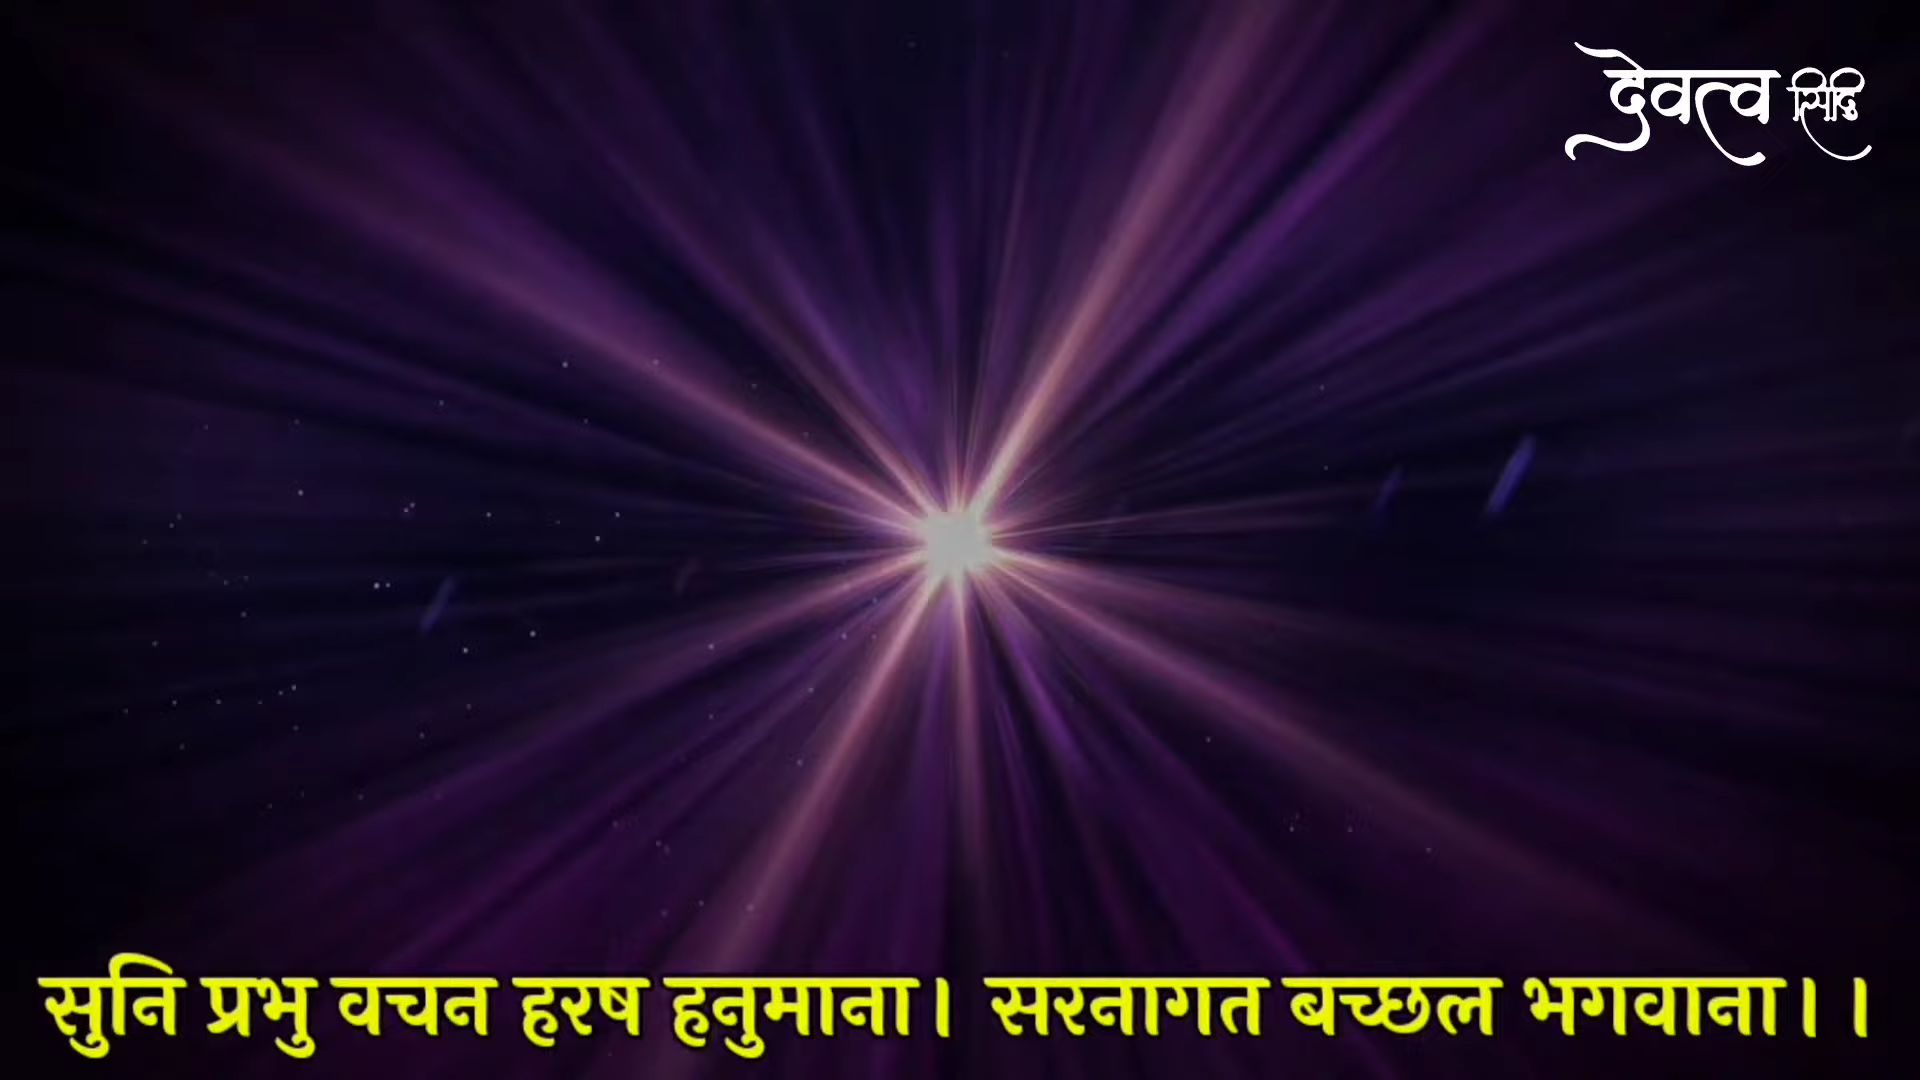 देवत्व सिद्धि
सुनि प्रभु वचन हरष हनुमाना। सरनागत बच्छल भगवाना।।